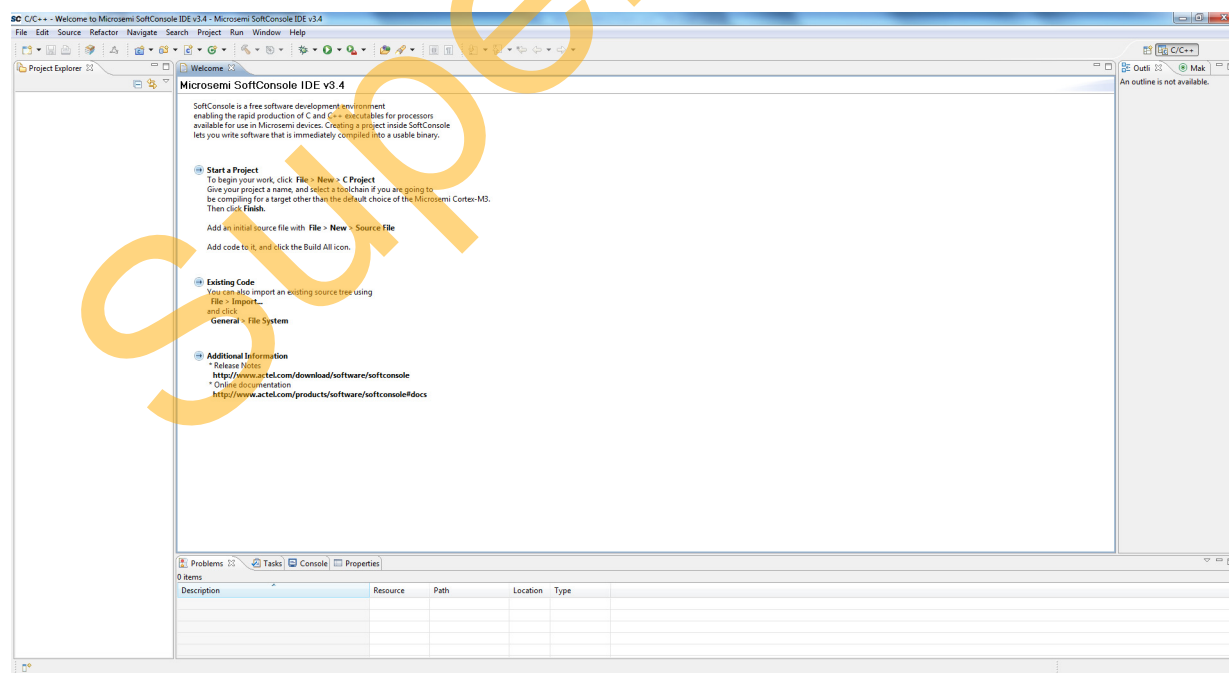 SC C/C++ - Welcome to Microsemi SoftConsole IDE v3.4 - Microsemi SoftConsole IDE v3.4
File Edit Source Refactor Navigate Search Project Run Window Help
C/C++
Project Explorer
Welcome
Outli
Mak
An outline is not available.
Microsemi SoftConsole IDE v3.4
SoftConsole is a free software development environment
enabling the rapid production of C and C++ executables for processors
available for use in Microsemi devices. Creating a project inside SoftConsole
lets you write software that is immediately compiled into a usable binary.
Start a Project
To begin your work, click File > New > C Project
Give your project a name, and select a toolchain if you are going to
be compiling for a target other than the default choice of the Microsemi Cortex-M3.
Then click Finish.
Add an initial source file with File > New > Source File
Add code to it, and click the Build All icon.
Existing Code
You can also import an existing source tree using
File > Import...
and click
General > File System
Additional Information
* Release Notes
http://www.actel.com/download/software/softconsole
* Online documentation
http://www.actel.com/products/software/softconsole#docs
Problems Tasks Console Properties
0 items
Description Resource Path Location Type
Supe